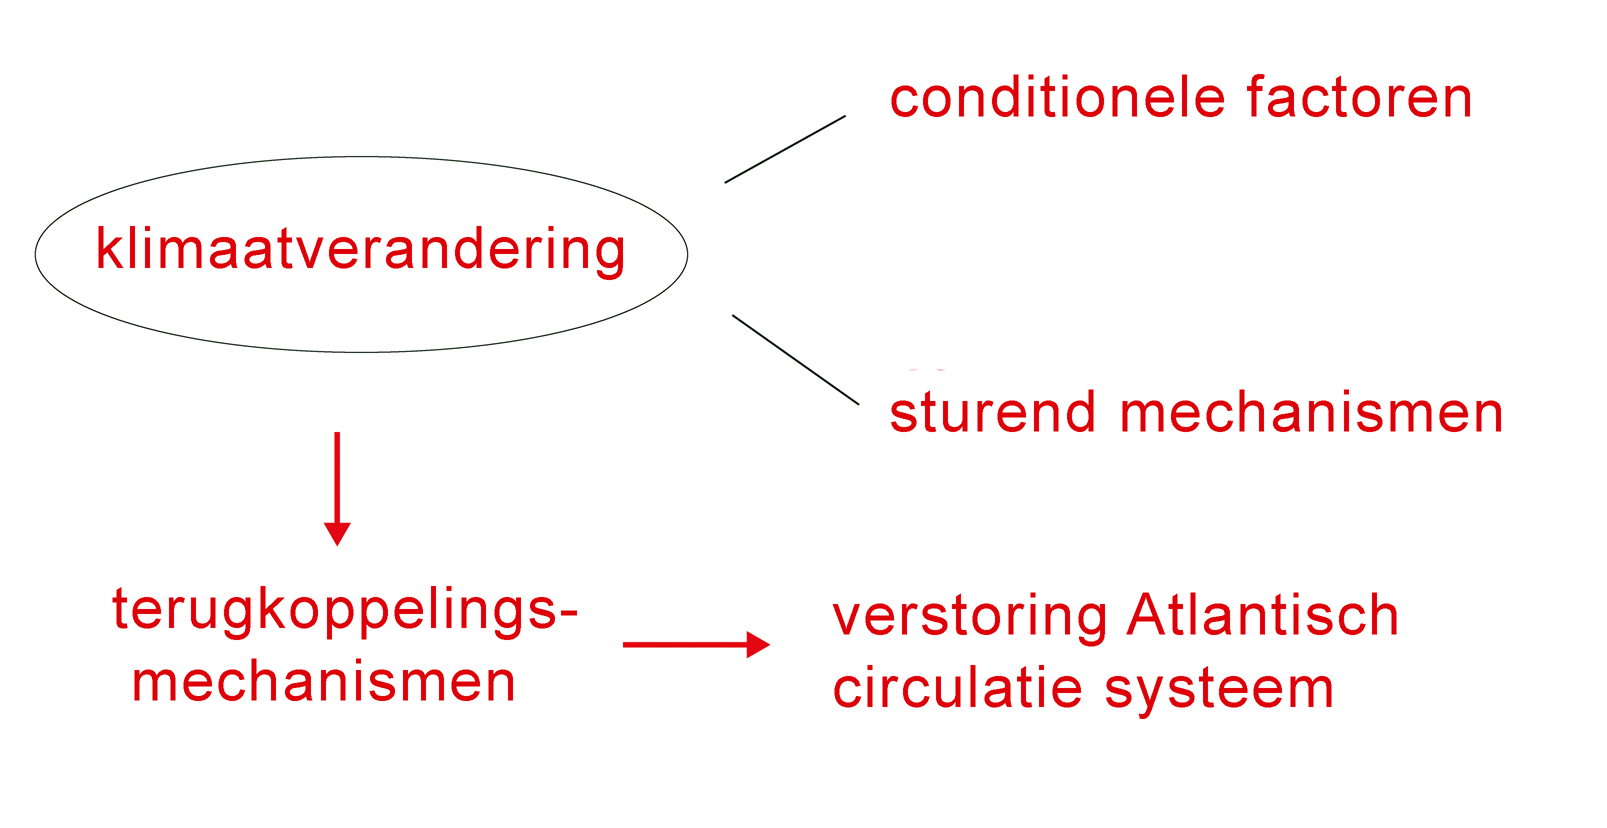 conditionele factoren
klimaatverandering
sturend mechanismen
terugkoppelings-
mechanismen
verstoring Atlantisch
circulatie systeem